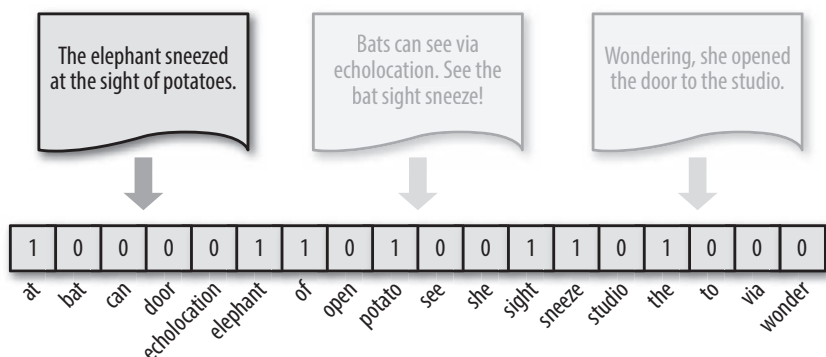 The elephant sneezed
at the sight of potatoes.
Bats can see via
echolocation. See the
bat sight sneeze!
Wondering, she opened
the door to the studio.
1 0 0 0 0 1 1 0 1 0 0 1 1 0 1 0 0 0
at bat can door echolocation elephant of open potato see she sight sneeze studio the to via wonder